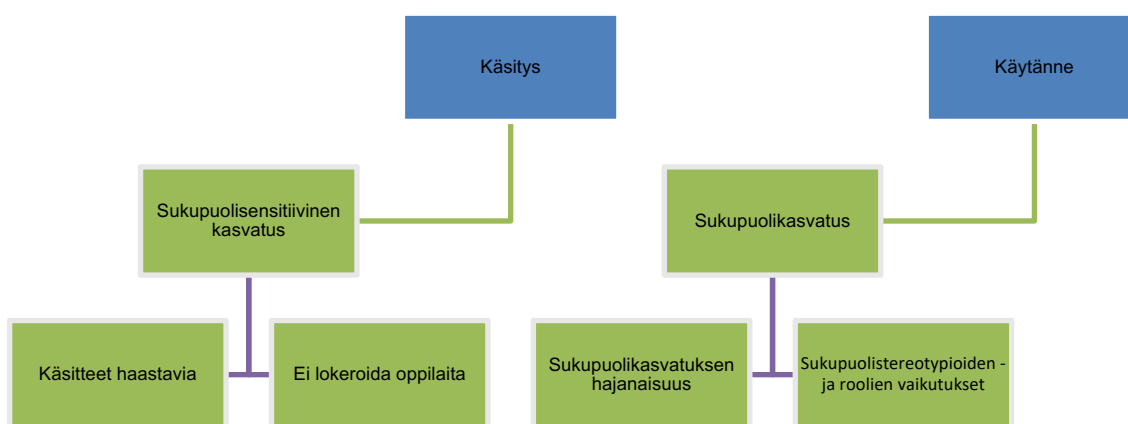 Käsitys
Käytänne
Sukupuolisensitiivinen
kasvatus
Sukupuolikasvatus
Käsitteet haastavia
Ei lokeroida oppilaita
Sukupuolikasvatuksen
hajanaisuus
Sukupuolistereotypioiden -
ja roolien vaikutukset